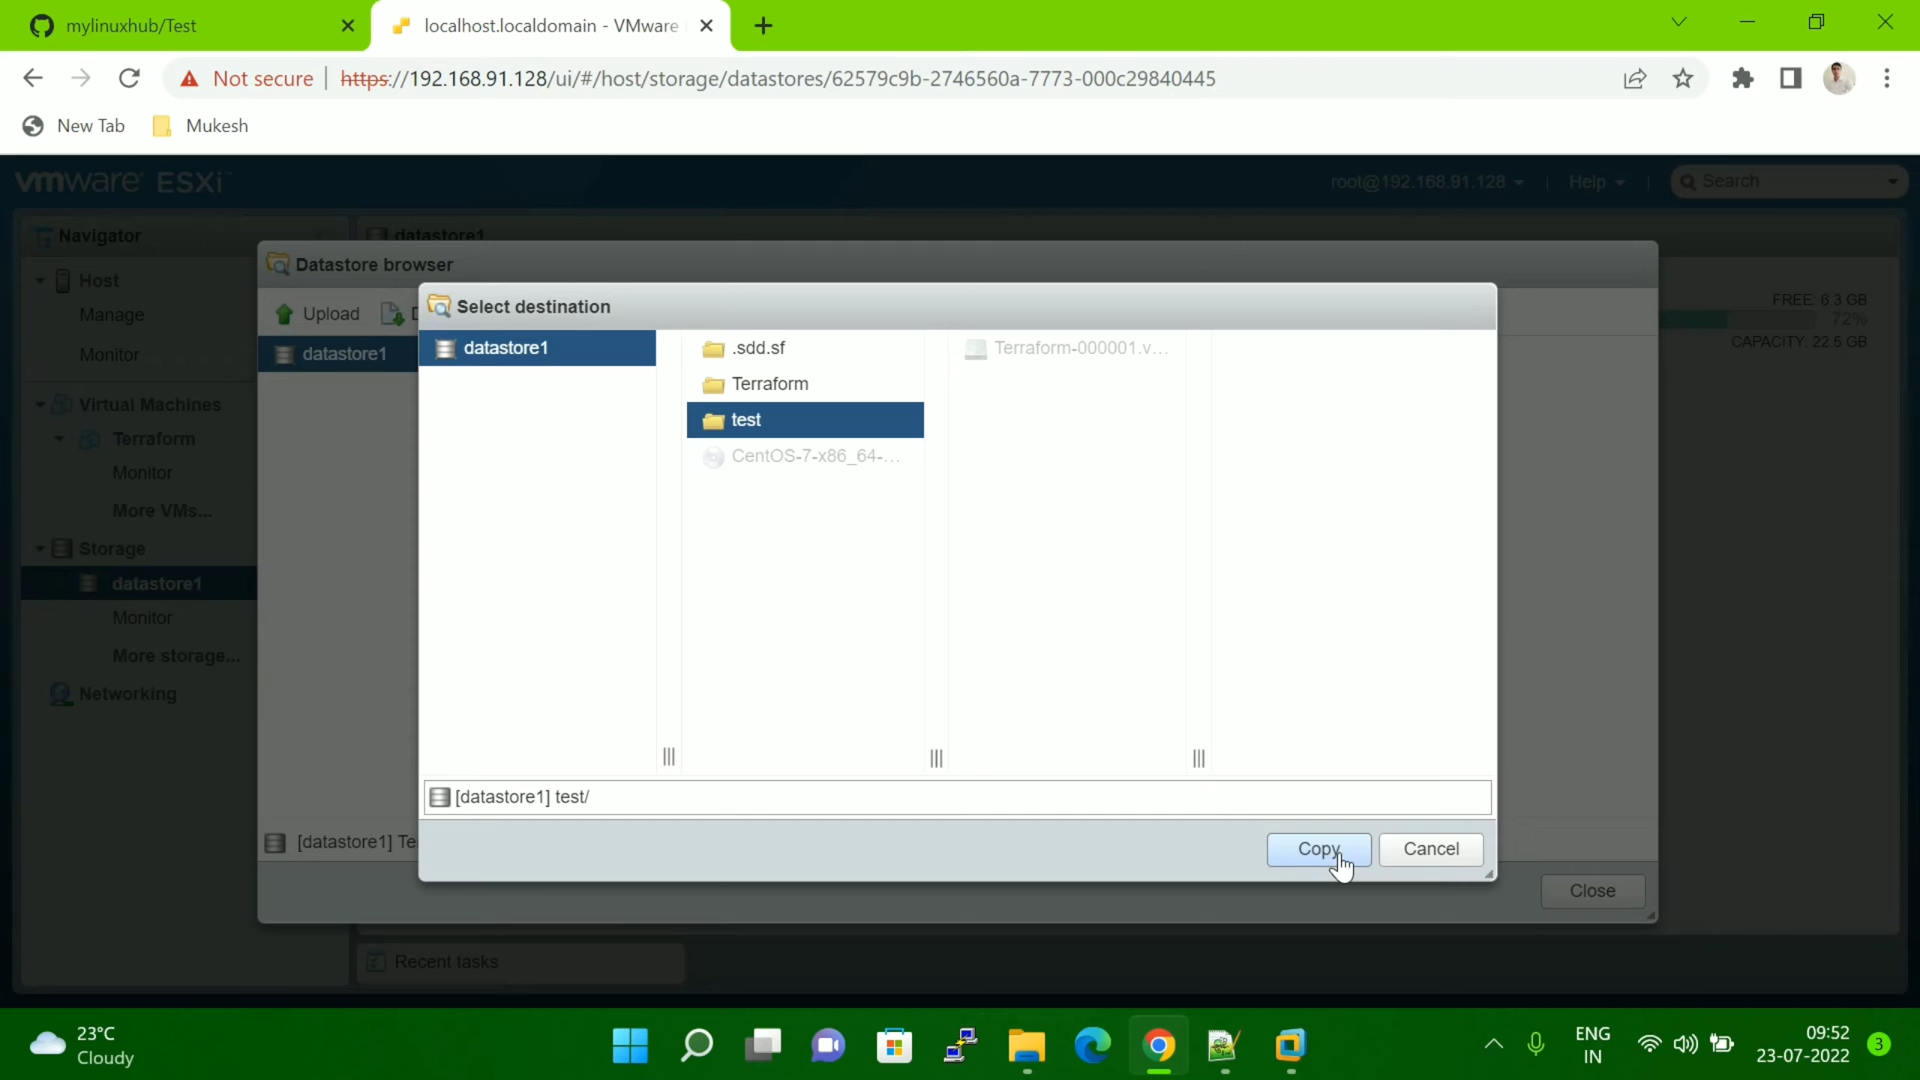 mylinuxhub/Test
localhost.localdomain - VMware
Not secure
https://192.168.91.128/ui/#/host/storage/datastores/62579c9b-2746560a-7773-000c29840445
New Tab
Mukesh
vmware ESXi
root@192.168.91.128
Help
Search
Navigator
datastore1
Host
Manage
Monitor
Virtual Machines
Terraform
Monitor
More VMs...
Storage
datastore1
Monitor
More storage...
Networking
FREE: 6.3 GB
72%
CAPACITY: 22.5 GB
Datastore browser
Upload
datastore1
[datastore1] Te
Close
Select destination
datastore1
.sdd.sf
Terraform
test
CentOS-7-x86_64-...
Terraform-000001.v...
[datastore1] test/
Copy
Cancel
Recent tasks
23°C
Cloudy
ENG
IN
09:52
23-07-2022
3